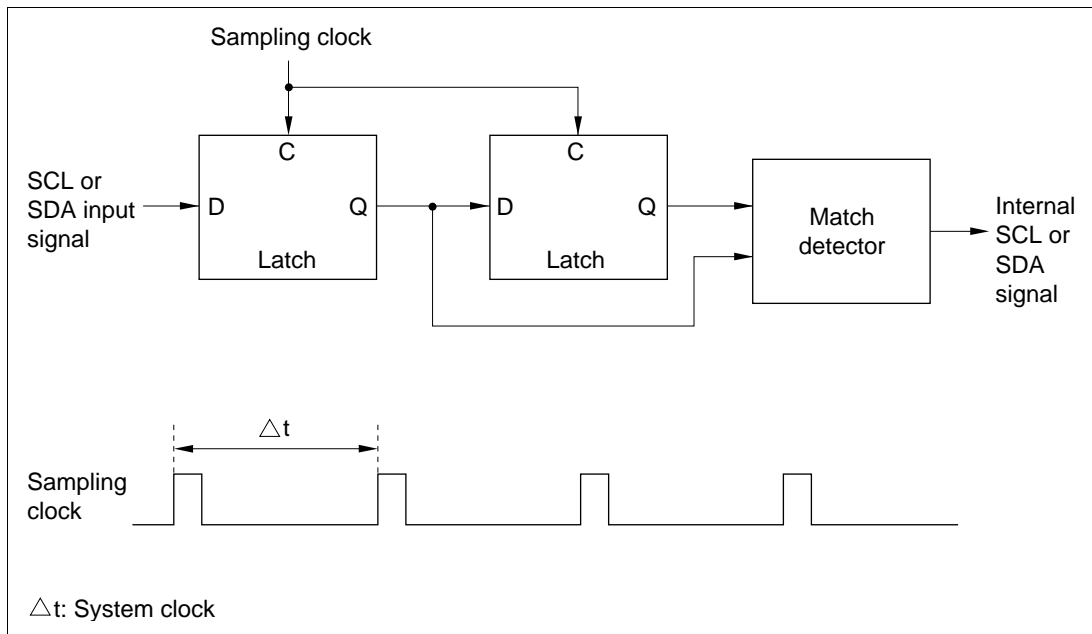 Sampling clock
C
C
SCL or
SDA input
signal
D
Q
D
Q
Latch
Latch
Match
detector
Internal
SCL or
SDA
signal
△t
Sampling
clock
△t: System clock